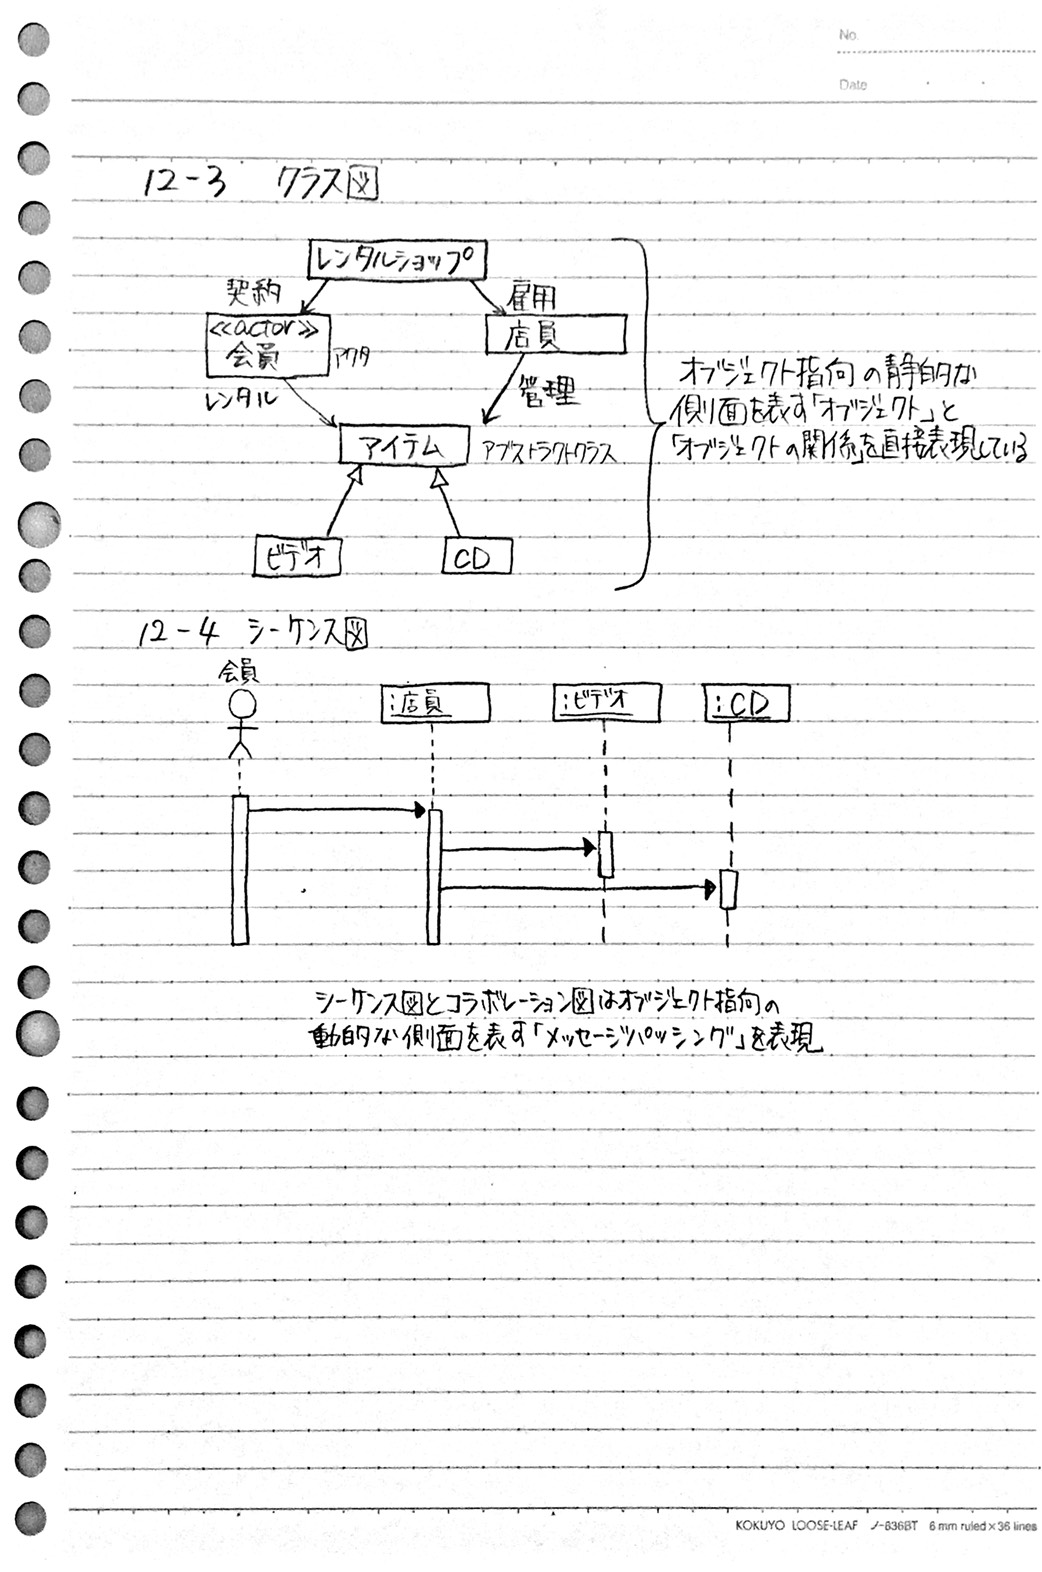 No.
Date
12-3 クラス図
レンタルショップ
契約
雇用
<<actor>>
会員
アクタ
店員
レンタル
管理
アイテム
アブストラクトクラス
ビデオ
CD
オブジェクト指向の静的な
側面を表す「オブジェクト」と
「オブジェクトの関係」を直接表現している
12-4 シーケンス図
会員
:店員
:ビデオ
:CD
シーケンス図とコラボレーション図はオブジェクト指向の
動的な側面を表す「メッセージパッシング」を表現
KOKUYO LOOSE-LEAF ノ-836BT 6 mm ruled×36 lines